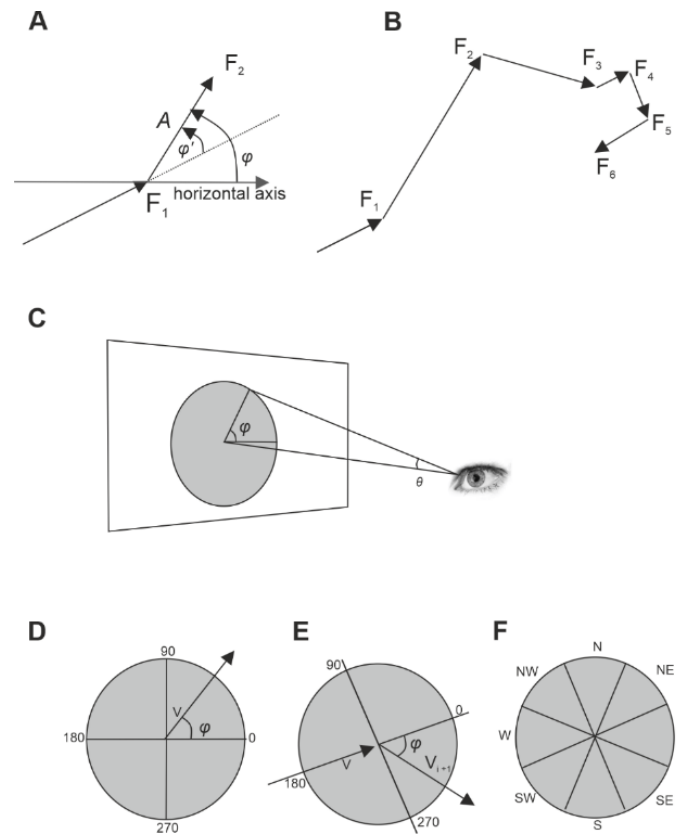 A
F2
A
φ'
φ
F1
horizontal axis
B
F2
F3
F4
F5
F6
F1
C
φ
θ
D
90
V
φ
180
0
270
E
90
0
φ
V
Vi+1
180
270
F
N
NW
NE
W
SW
SE
S